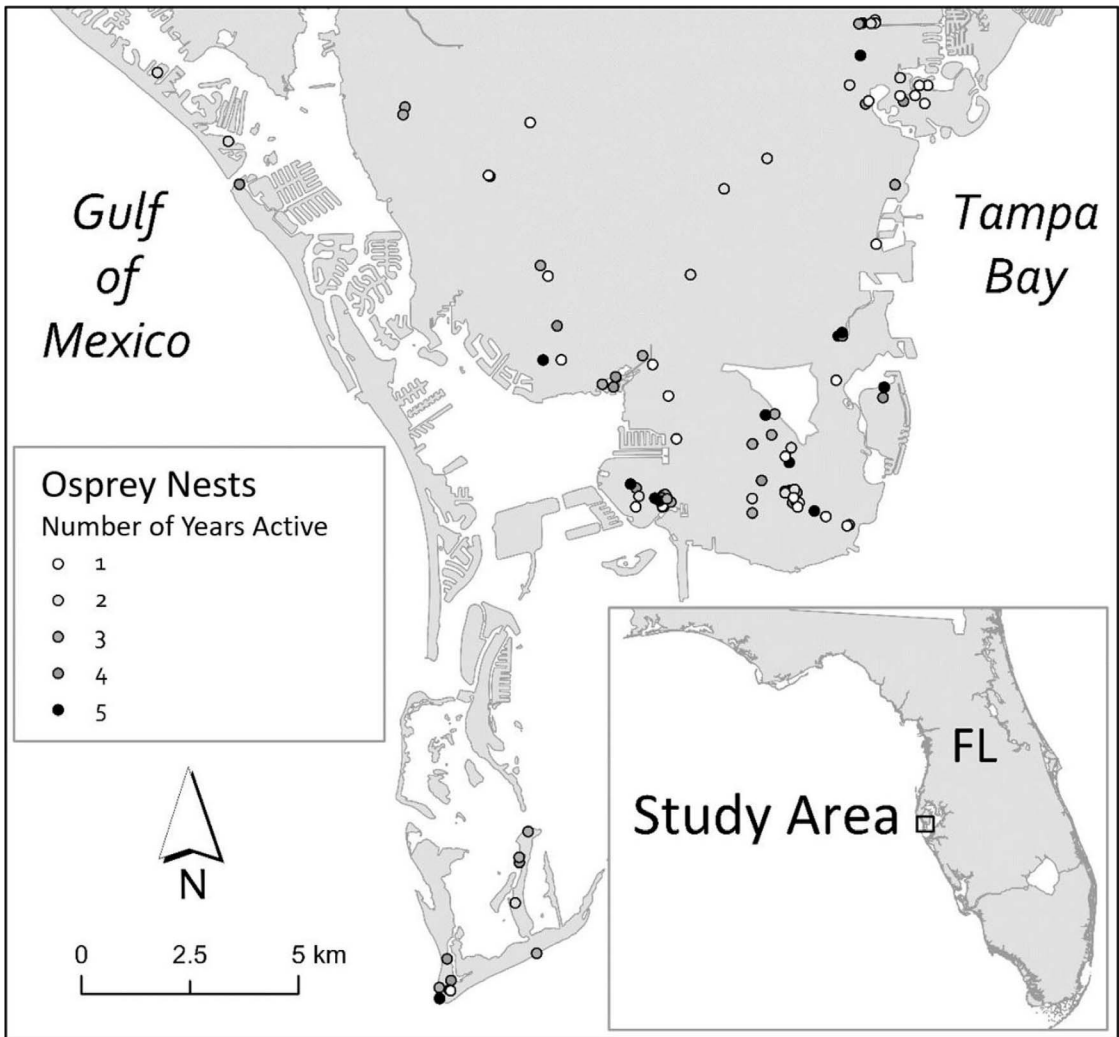 Gulf
of
Mexico
Tampa
Bay
Osprey Nests
Number of Years Active
1
2
3
4
5
N
0 2.5 5 km
FL
Study Area